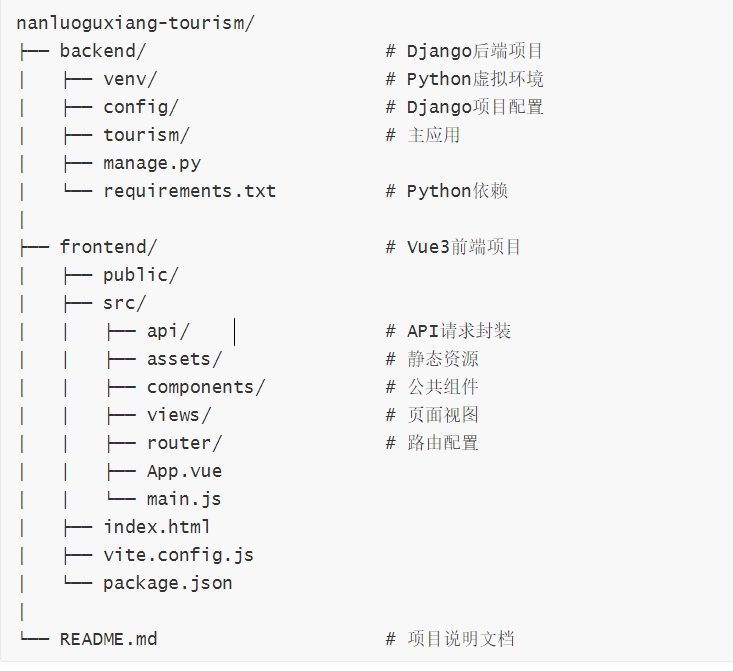 nanluoguxiang-tourism/
├── backend/                      # Django后端项目
│   ├── venv/                     # Python虚拟环境
│   ├── config/                   # Django项目配置
│   ├── tourism/                  # 主应用
│   ├── manage.py
│   └── requirements.txt          # Python依赖
│
├── frontend/                     # Vue3前端项目
│   ├── public/
│   ├── src/
│   │   ├── api/                  # API请求封装
│   │   ├── assets/               # 静态资源
│   │   ├── components/           # 公共组件
│   │   ├── views/                # 页面视图
│   │   ├── router/               # 路由配置
│   │   ├── App.vue
│   │   └── main.js
│   ├── index.html
│   ├── vite.config.js
│   └── package.json
│
└── README.md                     # 项目说明文档